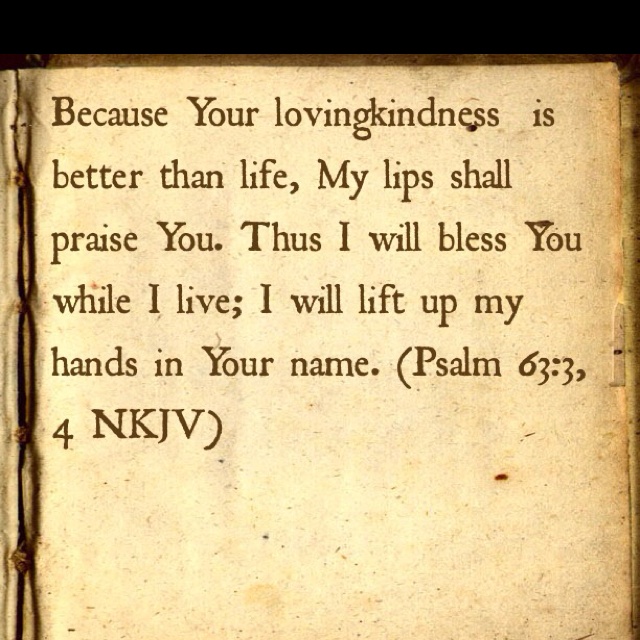 Because Your lovingkindness is
better than life, My lips shall
praise You. Thus I will bless You
while I live; I will lift up my
hands in Your name. (Psalm 63:3,
4 NKJV)